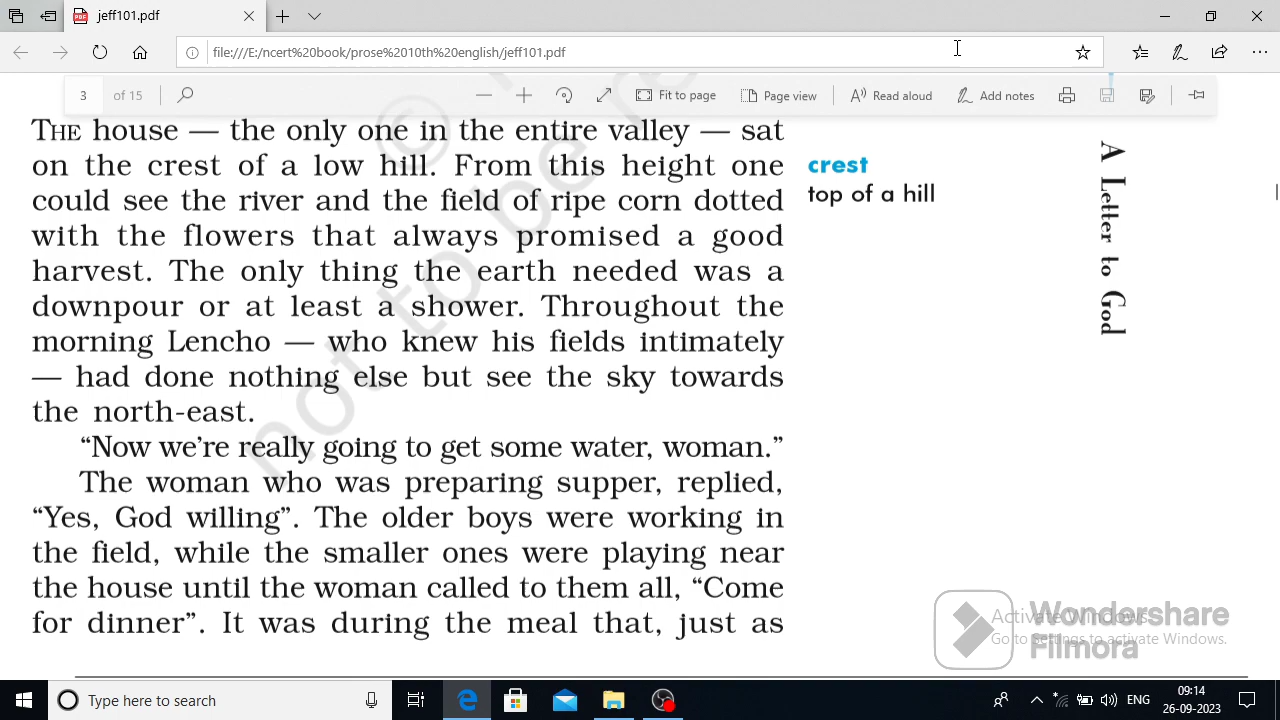 jeff101.pdf
file:///E:/ncert%20book/prose%2010th%20english/jeff101.pdf
3 of 15 Fit to page Page view Read aloud Add notes
THE house — the only one in the entire valley — sat
on the crest of a low hill. From this height one
could see the river and the field of ripe corn dotted
with the flowers that always promised a good
harvest. The only thing the earth needed was a
downpour or at least a shower. Throughout the
morning Lencho — who knew his fields intimately
— had done nothing else but see the sky towards
the north-east.
“Now we’re really going to get some water, woman.”
The woman who was preparing supper, replied,
“Yes, God willing”. The older boys were working in
the field, while the smaller ones were playing near
the house until the woman called to them all, “Come
for dinner”. It was during the meal that, just as
crest
top of a hill
A Letter to God
© 
not to be re
Activate Windows
Go to Settings to activate Windows.
Wondershare
Filmora
Type here to search
ENG
09:14
26-09-2023